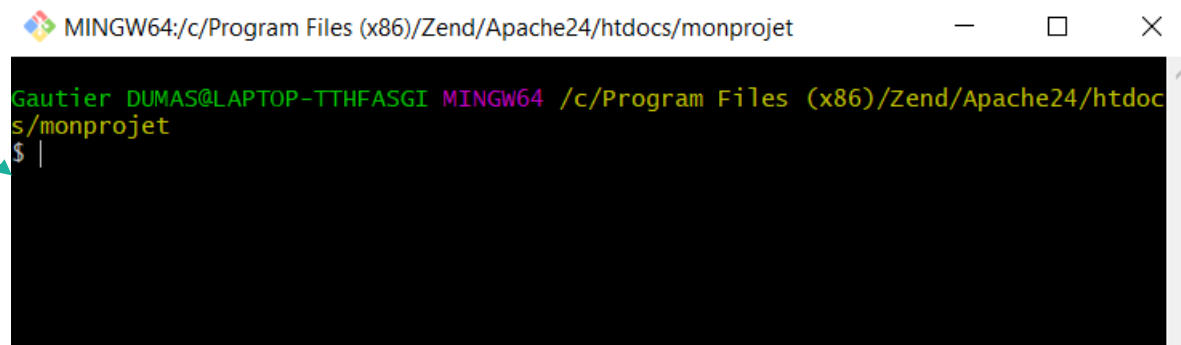 MINGW64:/c/Program Files (x86)/Zend/Apache24/htdocs/monprojet
Gautier DUMAS@LAPTOP-TTHFASGI MINGW64 /c/Program Files (x86)/Zend/Apache24/htdoc
s/monprojet
$